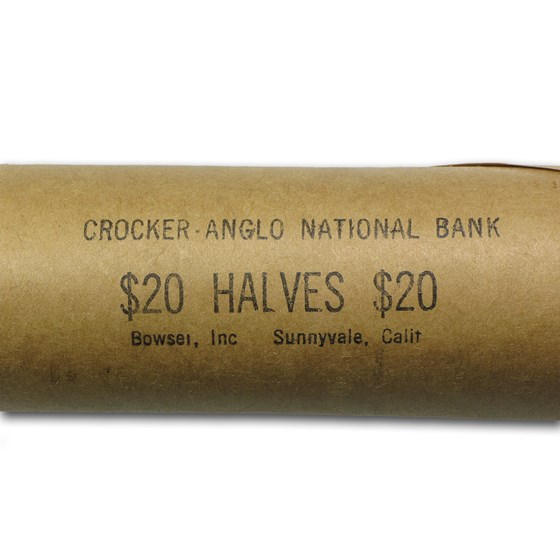 CROCKER-ANGLO NATIONAL BANK
$20 HALVES $20
Bowser, Inc Sunnyvale, Calif